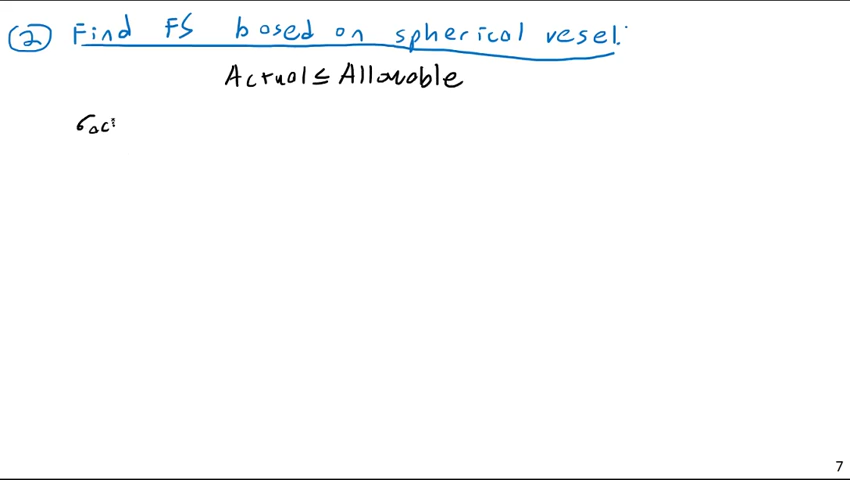 ② Find FS based on spherical vesel:
Actual ≤ Allowable
σac
7